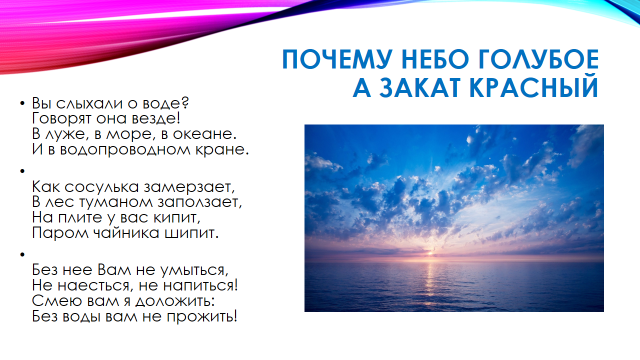 ПОЧЕМУ НЕБО ГОЛУБОЕ
А ЗАКАТ КРАСНЫЙ
• Вы слыхали о воде?
Говорят она везде!
В луже, в море, в океане.
И в водопроводном кране.
•
Как сосулька замерзает,
В лес туманом заползает,
На плите у вас кипит,
Паром чайника шипит.
•
Без нее Вам не умыться,
Не наесться, не напиться!
Смею вам я доложить:
Без воды вам не прожить!